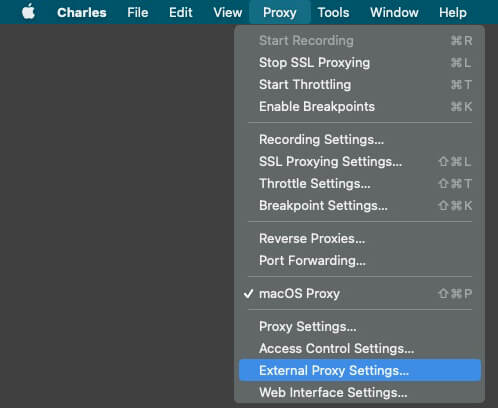 Charles File Edit View Proxy Tools Window Help
Start Recording ⌘R
Stop SSL Proxying ⌘L
Start Throttling ⌘T
Enable Breakpoints ⌘K
Recording Settings...
SSL Proxying Settings... ⇧⌘L
Throttle Settings... ⇧⌘T
Breakpoint Settings... ⇧⌘K
Reverse Proxies...
Port Forwarding...
✓ macOS Proxy ⇧⌘P
Proxy Settings...
Access Control Settings...
External Proxy Settings...
Web Interface Settings...